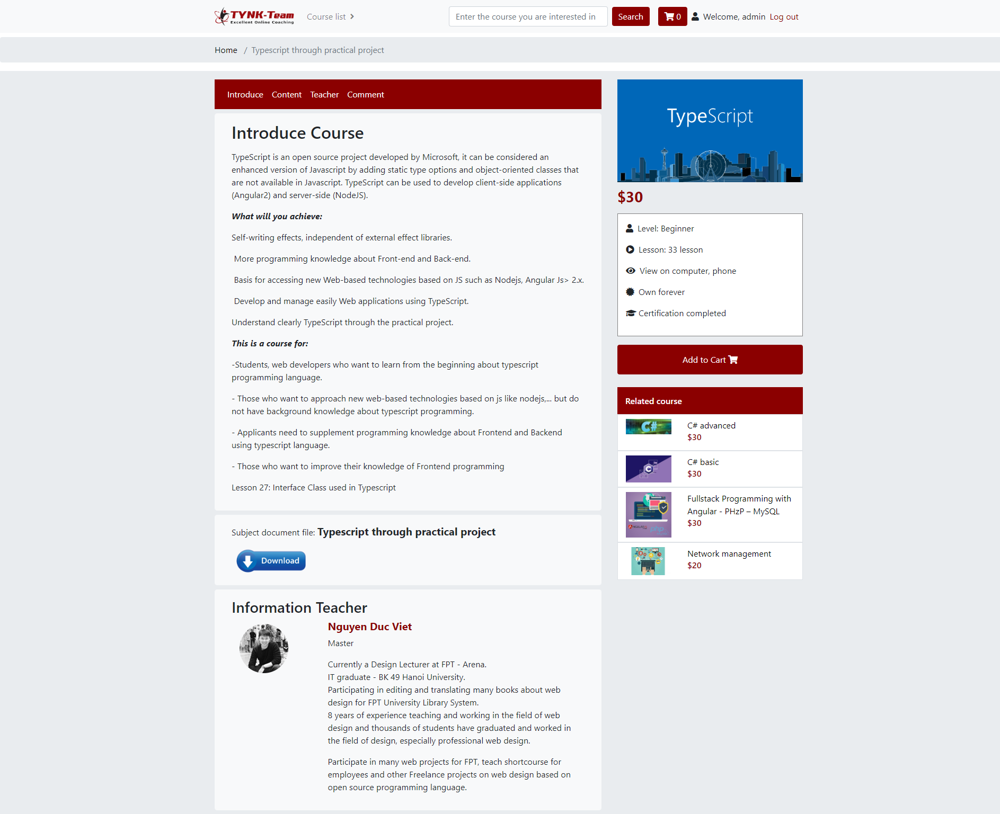 TYNK-Team
Excellent Online Coaching
Course list
Enter the course you are interested in
Search
0
Welcome, admin
Log out
Home / Typescript through practical project
Introduce
Content
Teacher
Comment
Introduce Course
TypeScript is an open source project developed by Microsoft, it can be considered an
enhanced version of Javascript by adding static type options and object-oriented classes that
are not available in Javascript. TypeScript can be used to develop client-side applications
(Angular2) and server-side (NodeJS).
What will you achieve:
Self-writing effects, independent of external effect libraries.
More programming knowledge about Front-end and Back-end.
Basis for accessing new Web-based technologies based on JS such as Nodejs, Angular Js> 2.x.
Develop and manage easily Web applications using TypeScript.
Understand clearly TypeScript through the practical project.
This is a course for:
-Students, web developers who want to learn from the beginning about typescript
programming language.
- Those who want to approach new web-based technologies based on js like nodejs,... but do
not have background knowledge about typescript programming.
- Applicants need to supplement programming knowledge about Frontend and Backend
using typescript language.
- Those who want to improve their knowledge of Frontend programming
Lesson 27: Interface Class used in Typescript
Subject document file: Typescript through practical project
Download
Information Teacher
Nguyen Duc Viet
Master
Currently a Design Lecturer at FPT - Arena.
IT graduate - BK 49 Hanoi University.
Participating in editing and translating many books about web
design for FPT University Library System.
8 years of experience teaching and working in the field of web
design and thousands of students have graduated and worked in
the field of design, especially professional web design.
Participate in many web projects for FPT, teach shortcourse for
employees and other Freelance projects on web design based on
open source programming language.
TypeScript
$30
Level: Beginner
Lesson: 33 lesson
View on computer, phone
Own forever
Certification completed
Add to Cart
Related course
C#
C# advanced
$30
C#
C# basic
$30
ANGULARJS
php
Fullstack Programming with
Angular - PHzP – MySQL
$30
Network management
$20